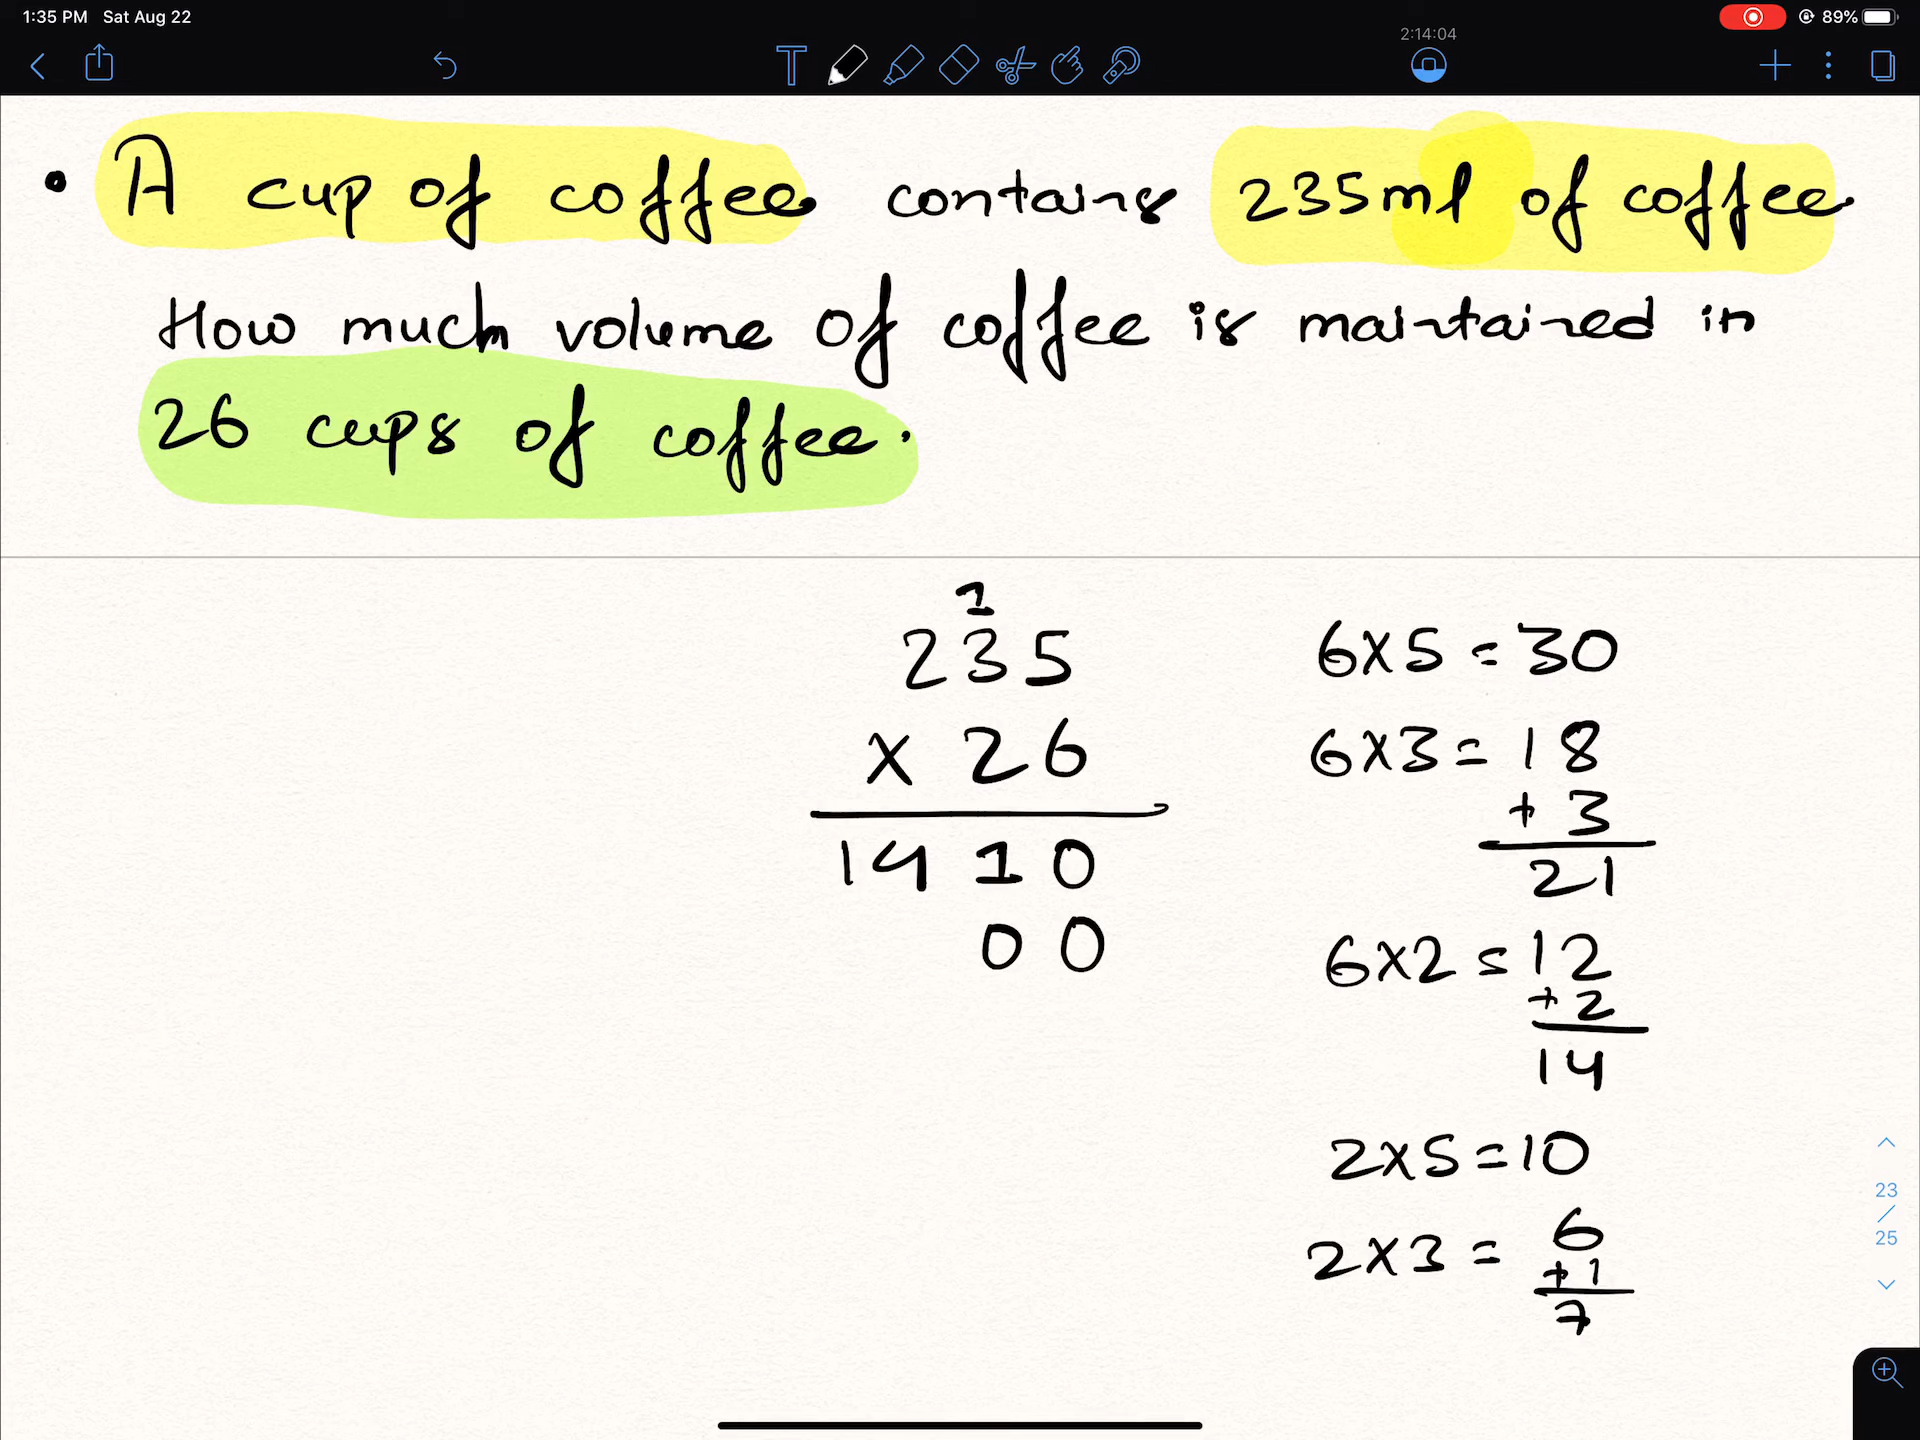 1:35 PM Sat Aug 22
89%
2:14:04
• A cup of coffee contains 235ml of coffee.
How much volume of coffee is maintained in
26 cups of coffee.
1
235
x 26
1410
00
6x5 = 30
6x3 = 18
+ 3
21
6x2 = 12
+2
14
2x5=10
2x3 = 6
+1
7
23
/
25